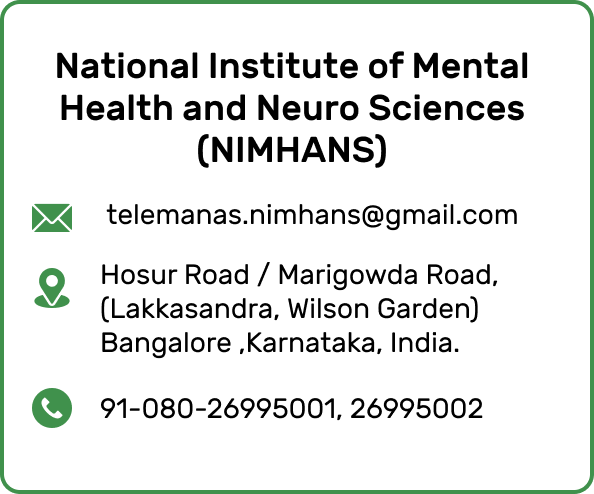 National Institute of Mental
Health and Neuro Sciences
(NIMHANS)
telemanas.nimhans@gmail.com
Hosur Road / Marigowda Road,
(Lakkasandra, Wilson Garden)
Bangalore ,Karnataka, India.
91-080-26995001, 26995002